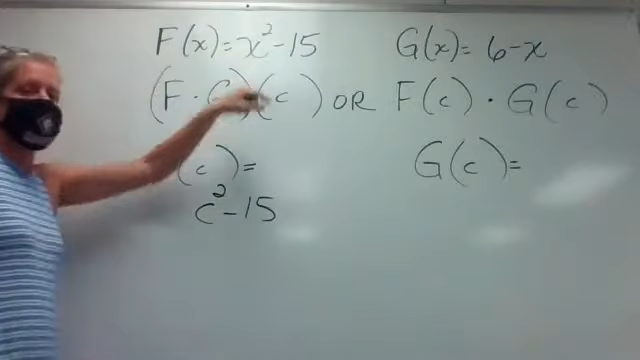 F(x)=x²-15 G(x)=6-x
(F·G)(c) OR F(c)·G(c)
(c)= G(c)=
c²-15